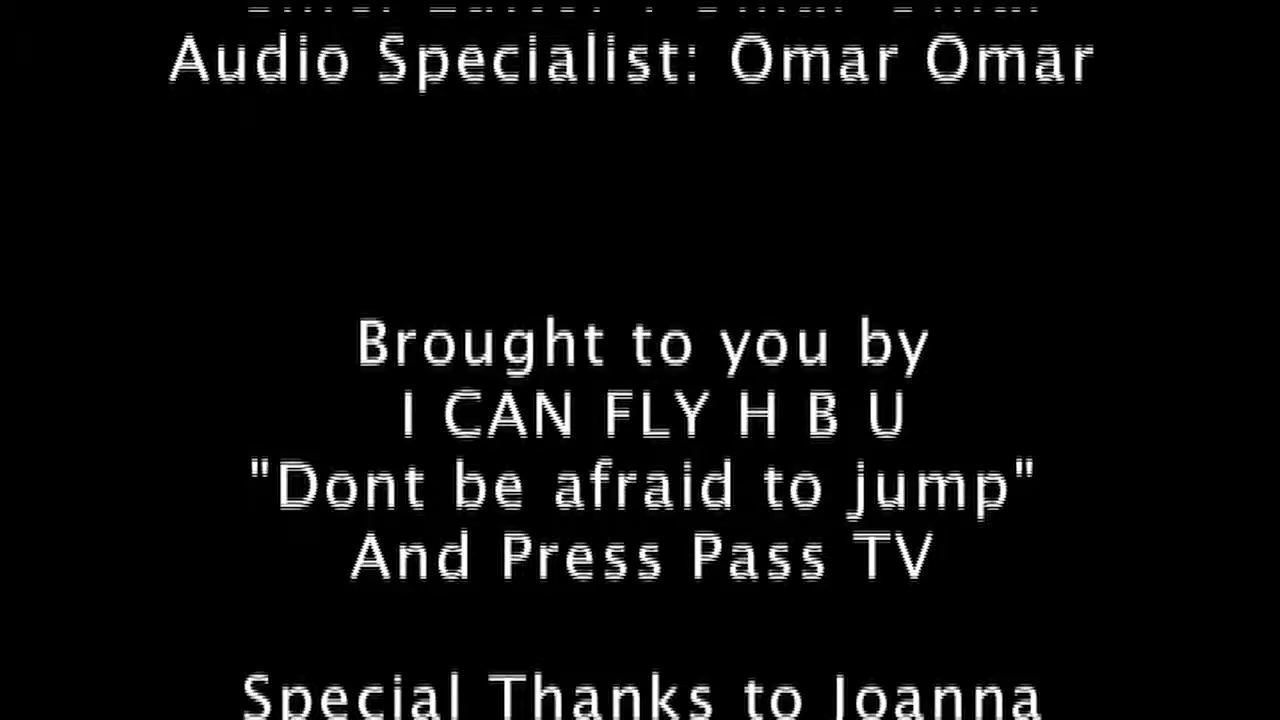 Audio Specialist: Omar Omar
Brought to you by
I CAN FLY H B U
"Dont be afraid to jump"
And Press Pass TV
Special Thanks to Joanna